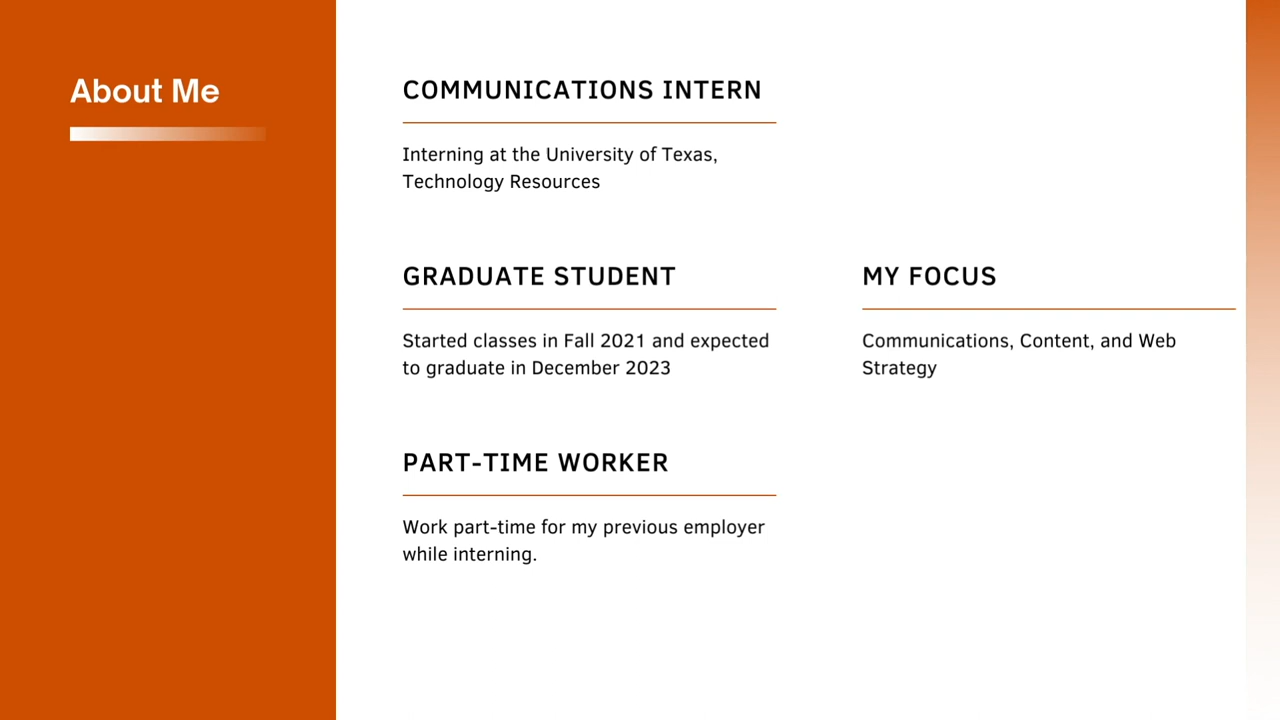 About Me
COMMUNICATIONS INTERN
Interning at the University of Texas,
Technology Resources
GRADUATE STUDENT
Started classes in Fall 2021 and expected
to graduate in December 2023
MY FOCUS
Communications, Content, and Web
Strategy
PART-TIME WORKER
Work part-time for my previous employer
while interning.